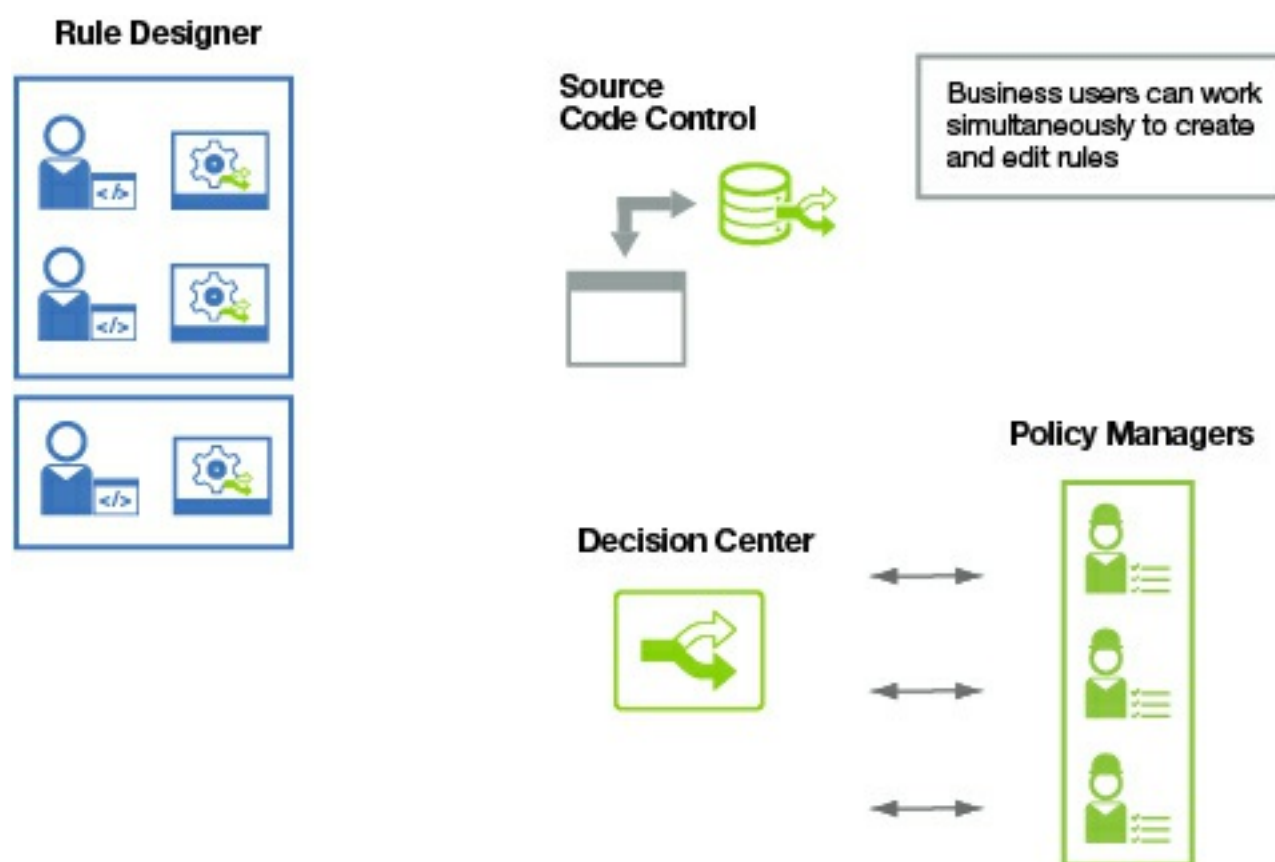 Rule Designer
Source
Code Control
Business users can work
simultaneously to create
and edit rules
</>
</>
</>
Policy Managers
Decision Center